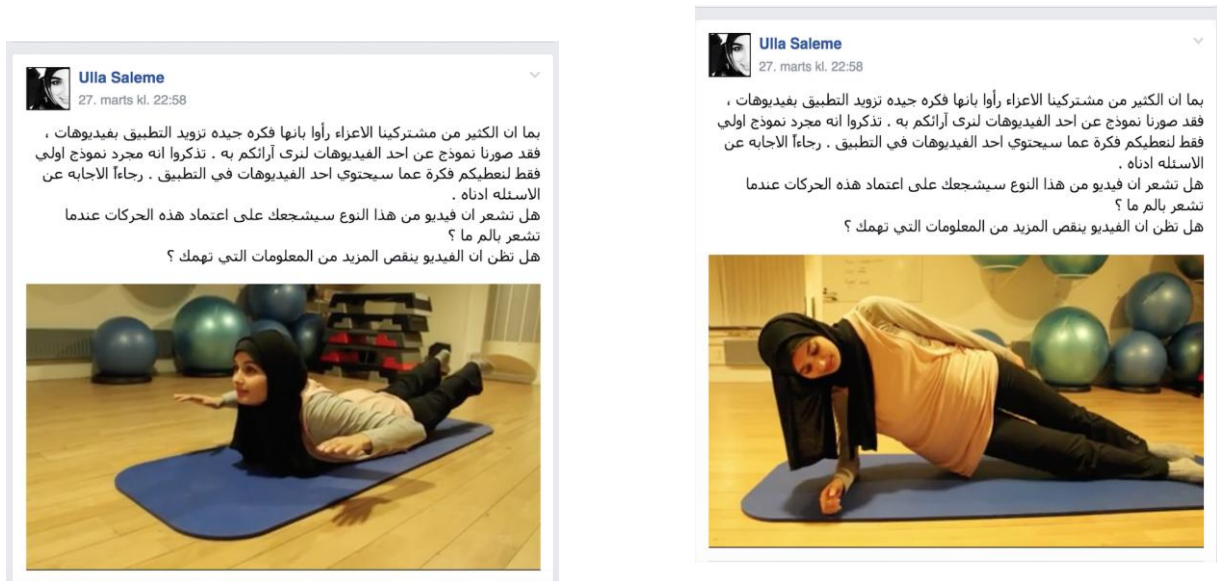 Ulla Saleme
27. marts kl. 22:58
بما ان الكثير من مشتركينا الاعزاء رأوا بانها فكره جيده تزويد التطبيق بفيديوهات ،
فقد صورنا نموذج عن احد الفيديوهات لنرى آرائكم به . تذكروا انه مجرد نموذج اولي
فقط لنعطيكم فكرة عما سيحتوي احد الفيديوهات في التطبيق . رجاءاً الاجابه عن
الاسئله ادناه .
هل تشعر ان فيديو من هذا النوع سيشجعك على اعتماد هذه الحركات عندما
تشعر بالم ما ؟
هل تظن ان الفيديو ينقص المزيد من المعلومات التي تهمك ؟
Ulla Saleme
27. marts kl. 22:58
بما ان الكثير من مشتركينا الاعزاء رأوا بانها فكره جيده تزويد التطبيق بفيديوهات ،
فقد صورنا نموذج عن احد الفيديوهات لنرى آرائكم به . تذكروا انه مجرد نموذج اولي
فقط لنعطيكم فكرة عما سيحتوي احد الفيديوهات في التطبيق . رجاءاً الاجابه عن
الاسئله ادناه .
هل تشعر ان فيديو من هذا النوع سيشجعك على اعتماد هذه الحركات عندما
تشعر بالم ما ؟
هل تظن ان الفيديو ينقص المزيد من المعلومات التي تهمك ؟